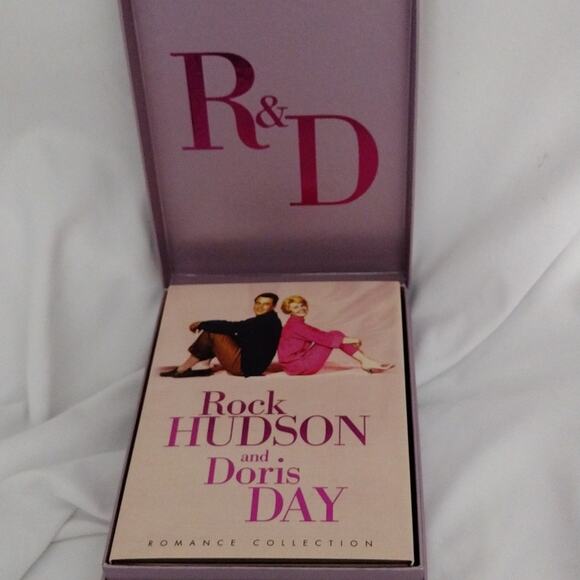 R&D
Rock
HUDSON
and
Doris
DAY
ROMANCE COLLECTION